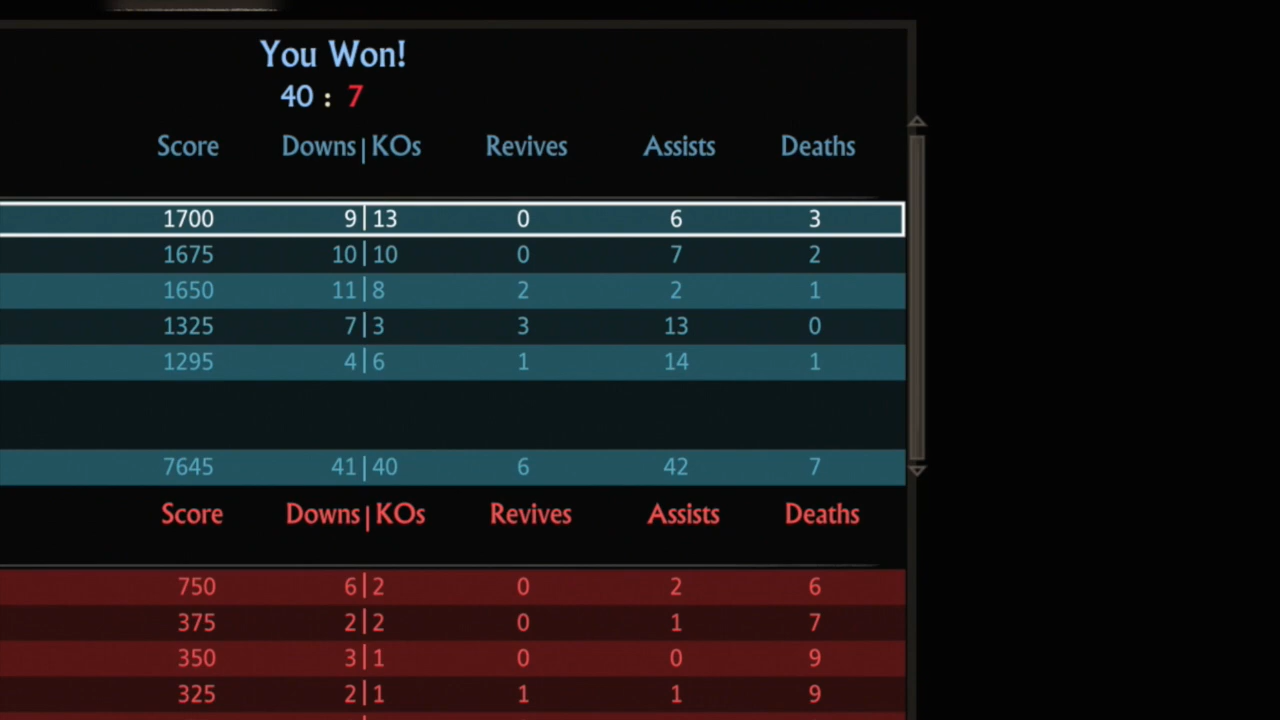 You Won!
40 : 7
Score Downs | KOs Revives Assists Deaths
1700 9 | 13 0 6 3
1675 10 | 10 0 7 2
1650 11 | 8 2 2 1
1325 7 | 3 3 13 0
1295 4 | 6 1 14 1
7645 41 | 40 6 42 7
Score Downs | KOs Revives Assists Deaths
750 6 | 2 0 2 6
375 2 | 2 0 1 7
350 3 | 1 0 0 9
325 2 | 1 1 1 9